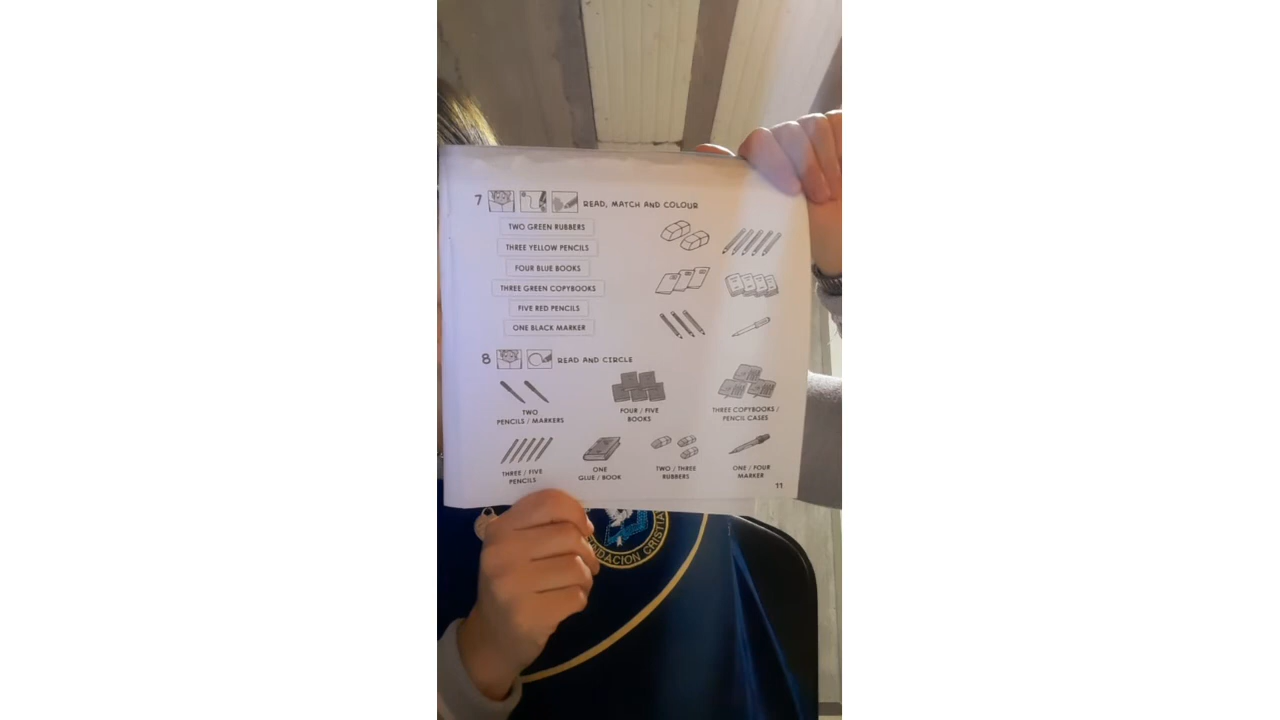 7 READ, MATCH AND COLOUR
TWO GREEN RUBBERS
THREE YELLOW PENCILS
FOUR BLUE BOOKS
THREE GREEN COPYBOOKS
FIVE RED PENCILS
ONE BLACK MARKER
8 READ AND CIRCLE
TWO
PENCILS / MARKERS
FOUR / FIVE
BOOKS
THREE COPYBOOKS /
PENCIL CASES
THREE / FIVE
PENCILS
ONE
GLUE / BOOK
TWO / THREE
RUBBERS
ONE / FOUR
MARKER
11